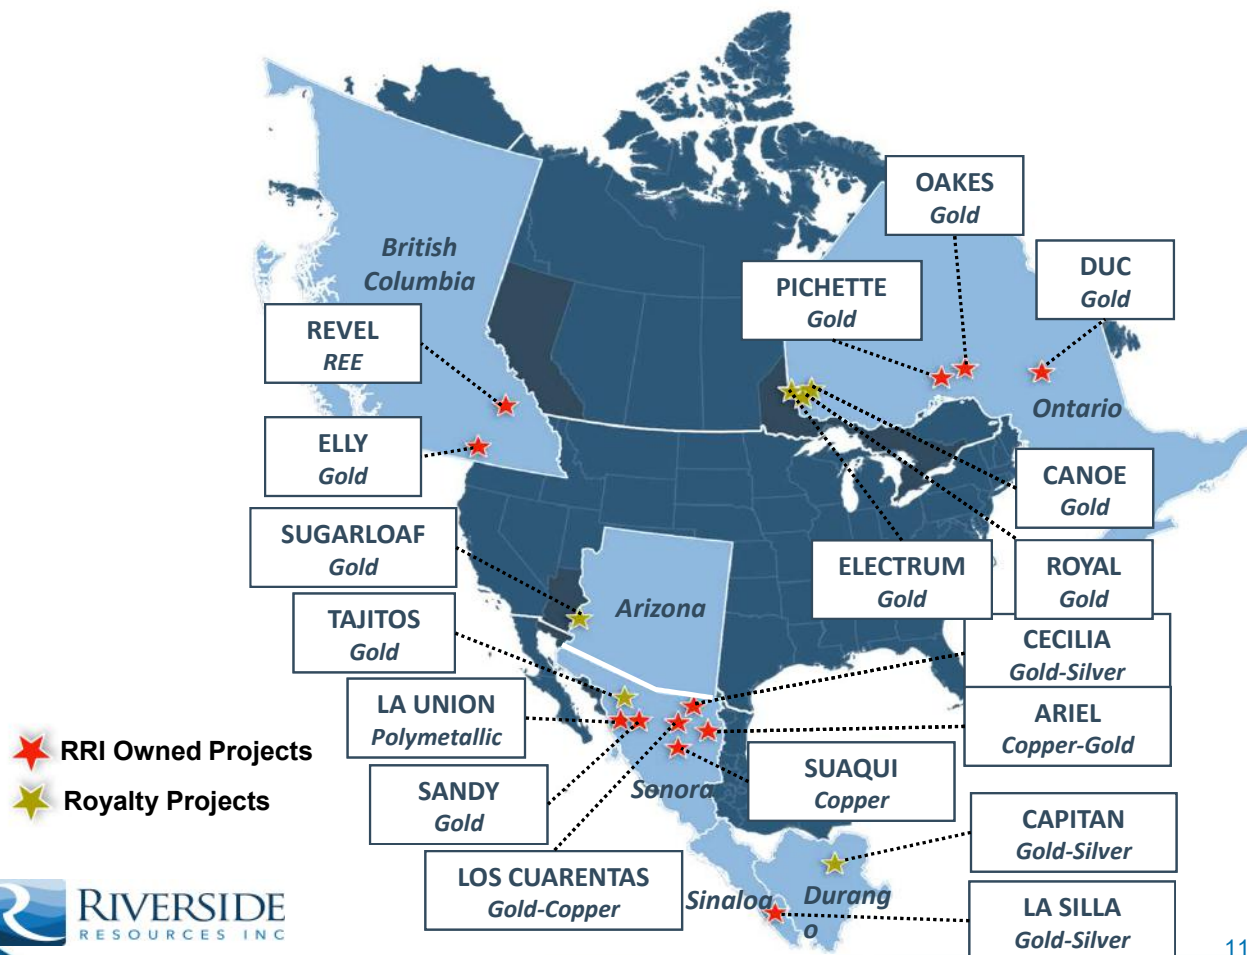 OAKES
Gold
DUC
Gold
PICHETTE
Gold
British
Columbia
REVEL
REE
Ontario
ELLY
Gold
CANOE
Gold
SUGARLOAF
Gold
ELECTRUM
Gold
ROYAL
Gold
Arizona
TAJITOS
Gold
CECILIA
Gold-Silver
LA UNION
Polymetallic
ARIEL
Copper-Gold
RRI Owned Projects
Royalty Projects
SUAQUI
Copper
SANDY
Gold
Sonora
CAPITAN
Gold-Silver
LOS CUARENTAS
Gold-Copper
Sinaloa
Durang
o
LA SILLA
Gold-Silver
RIVERSIDE
RESOURCES INC
11